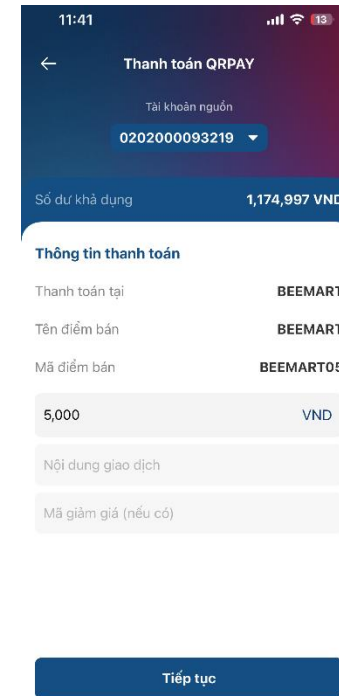 11:41
13
Thanh toán QRPAY
Tài khoản nguồn
0202000093219
Số dư khả dụng 1,174,997 VND
Thông tin thanh toán
Thanh toán tại BEEMART
Tên điểm bán BEEMART
Mã điểm bán BEEMART05
5,000 VND
Nội dung giao dịch
Mã giảm giá (nếu có)
Tiếp tục